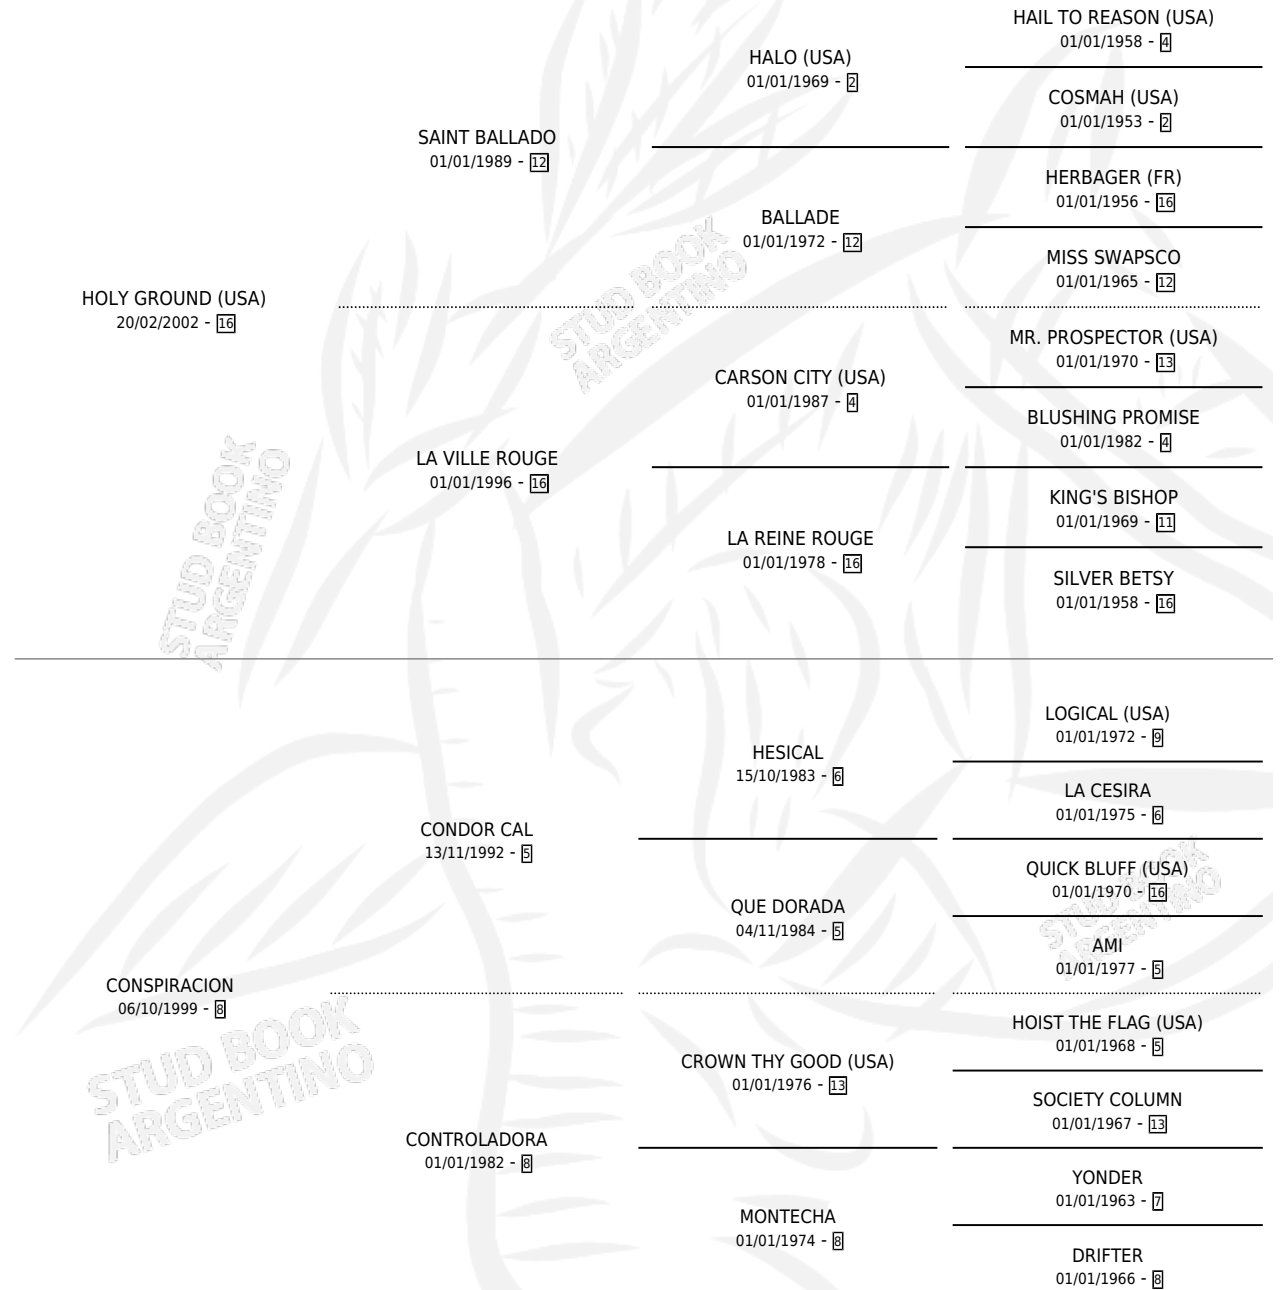 HAIL TO REASON (USA)
01/01/1958 - 4
HALO (USA)
01/01/1969 - 2
COSMAH (USA)
01/01/1953 - 2
SAINT BALLADO
01/01/1989 - 12
HERBAGER (FR)
01/01/1956 - 16
BALLADE
01/01/1972 - 12
MISS SWAPSCO
01/01/1965 - 12
HOLY GROUND (USA)
20/02/2002 - 16
MR. PROSPECTOR (USA)
01/01/1970 - 13
CARSON CITY (USA)
01/01/1987 - 4
BLUSHING PROMISE
01/01/1982 - 4
LA VILLE ROUGE
01/01/1996 - 16
KING'S BISHOP
01/01/1969 - 11
LA REINE ROUGE
01/01/1978 - 16
SILVER BETSY
01/01/1958 - 16
LOGICAL (USA)
01/01/1972 - 9
HESICAL
15/10/1983 - 6
LA CESIRA
01/01/1975 - 6
CONDOR CAL
13/11/1992 - 5
QUICK BLUFF (USA)
01/01/1970 - 16
QUE DORADA
04/11/1984 - 5
AMI
01/01/1977 - 5
CONSPIRACION
06/10/1999 - 8
HOIST THE FLAG (USA)
01/01/1968 - 5
CROWN THY GOOD (USA)
01/01/1976 - 13
SOCIETY COLUMN
01/01/1967 - 13
CONTROLADORA
01/01/1982 - 8
YONDER
01/01/1963 - 7
MONTECHA
01/01/1974 - 8
DRIFTER
01/01/1966 - 8
STUD BOOK
ARGENTINO
STUD BOOK
ARGENTINO
STUD BOOK
ARGENTINO
STUD BOOK
ARGENTINO